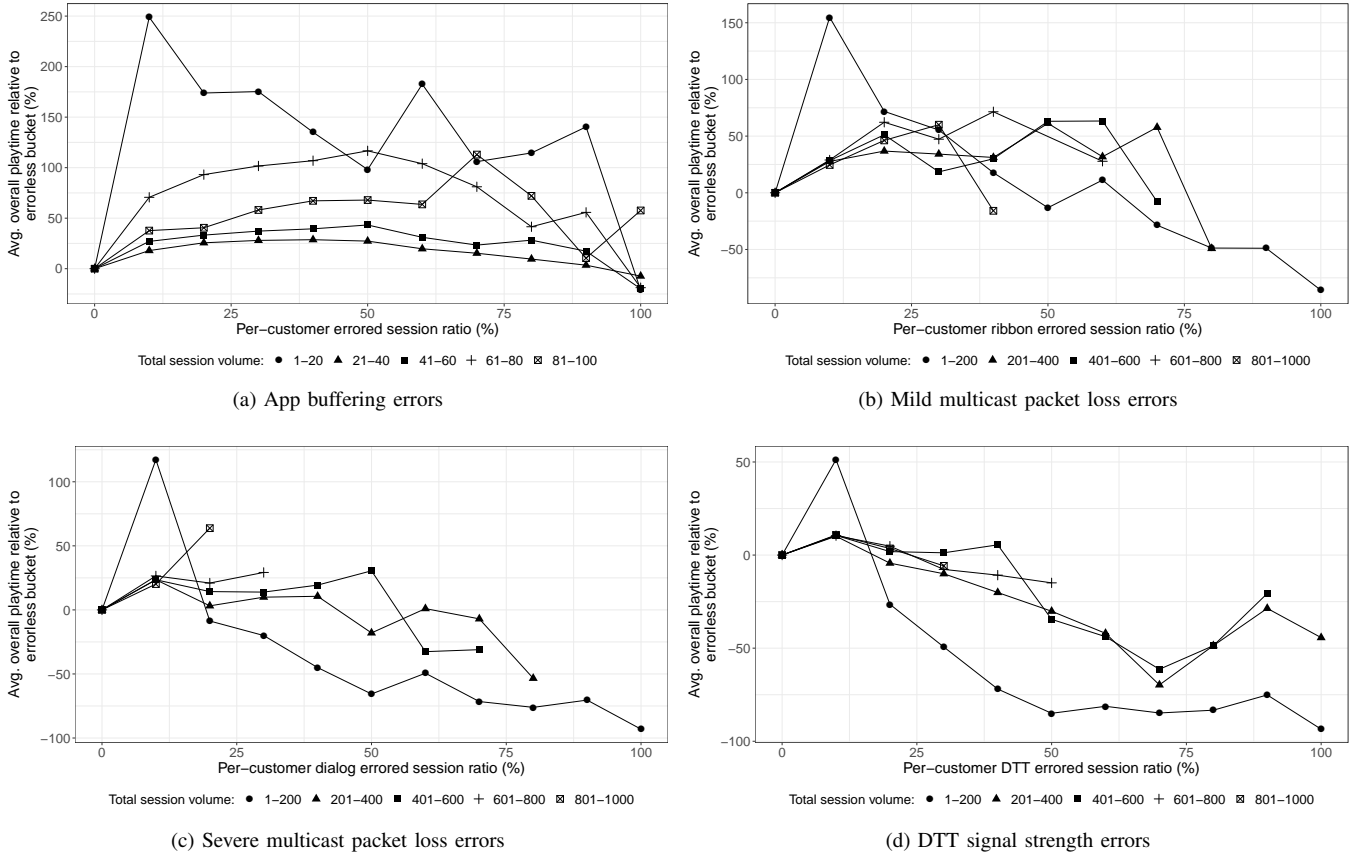 Avg. overall playtime relative to
errorless bucket (%)
250
200
150
100
50
0
0
25
50
75
100
Per−customer errored session ratio (%)
Total session volume: 1−20 21−40 41−60 61−80 81−100
(a) App buffering errors
Avg. overall playtime relative to
errorless bucket (%)
150
100
50
0
−50
0
25
50
75
100
Per−customer ribbon errored session ratio (%)
Total session volume: 1−200 201−400 401−600 601−800 801−1000
(b) Mild multicast packet loss errors
Avg. overall playtime relative to
errorless bucket (%)
100
50
0
−50
−100
0
25
50
75
100
Per−customer dialog errored session ratio (%)
Total session volume: 1−200 201−400 401−600 601−800 801−1000
(c) Severe multicast packet loss errors
Avg. overall playtime relative to
errorless bucket (%)
50
0
−50
−100
0
25
50
75
100
Per−customer DTT errored session ratio (%)
Total session volume: 1−200 201−400 401−600 601−800 801−1000
(d) DTT signal strength errors